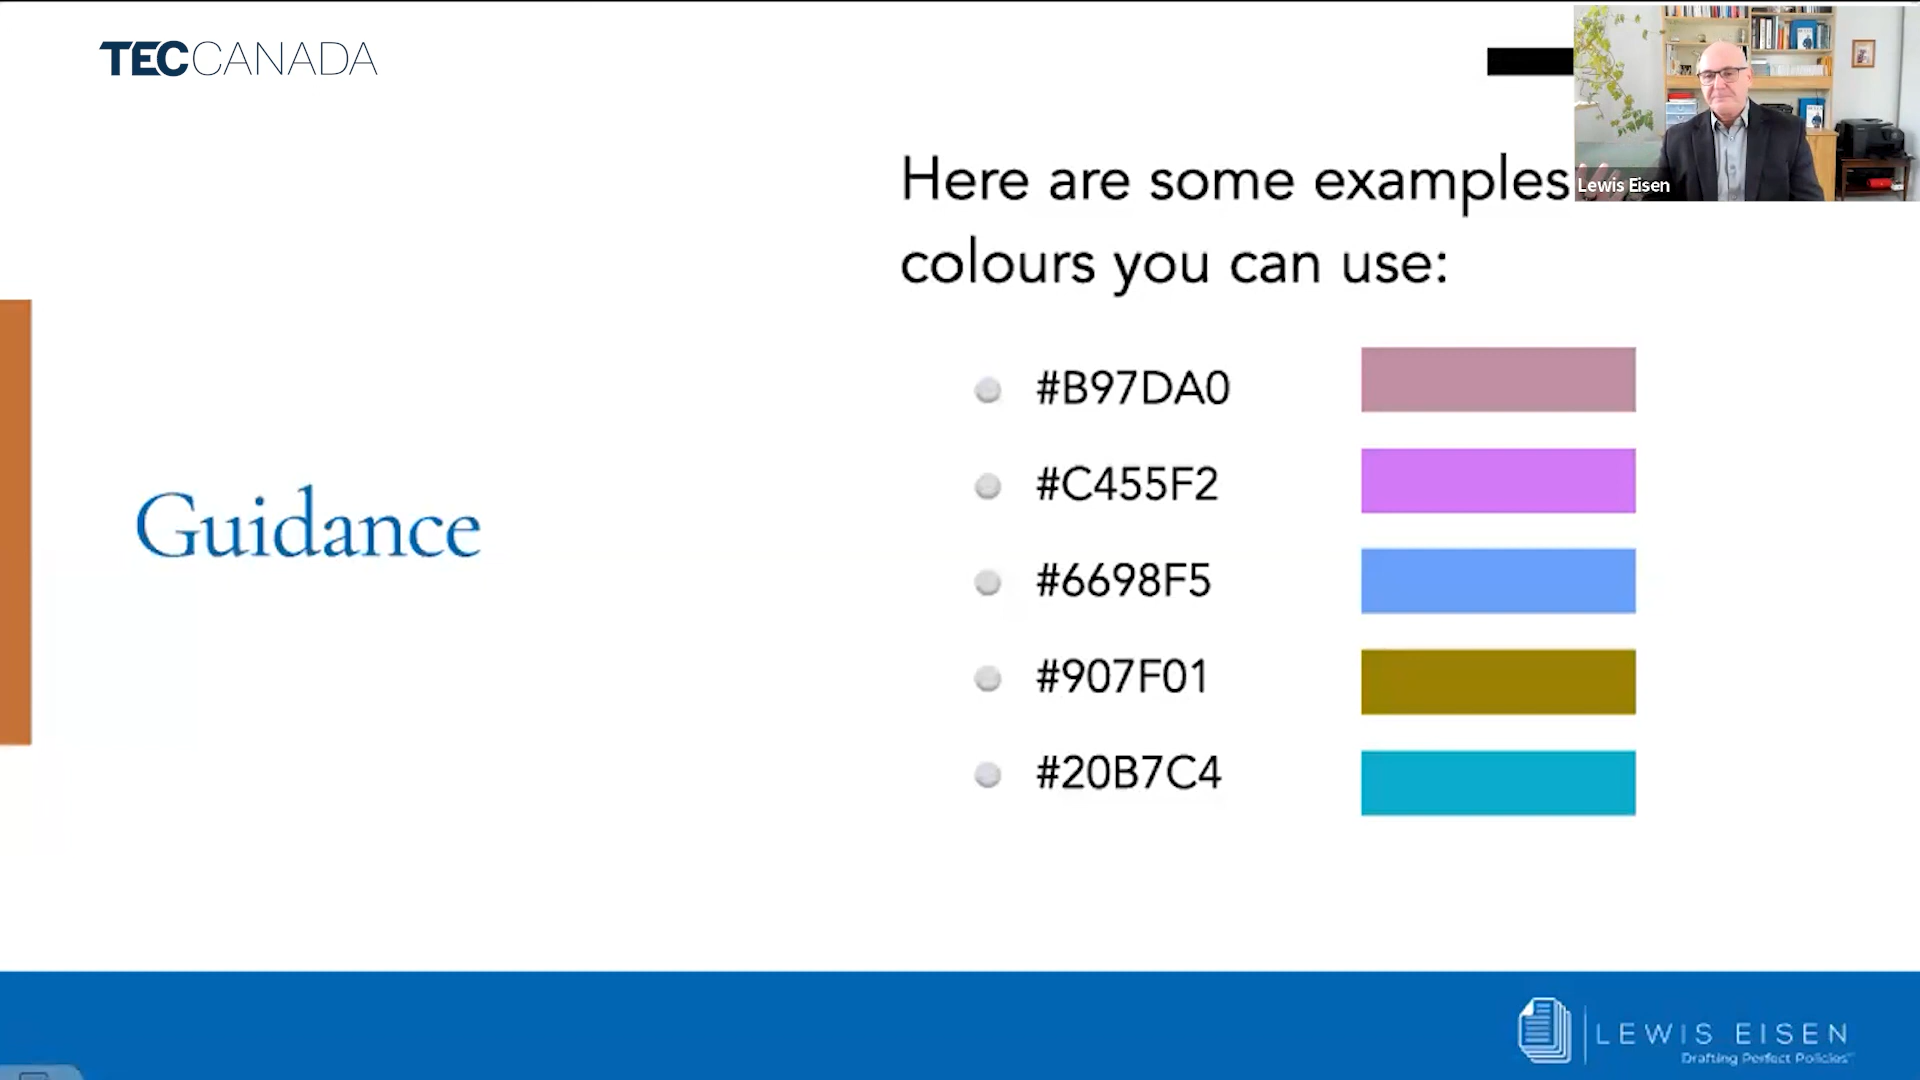 TECCANADA
Lewis Eisen
Here are some examples
colours you can use:
#B97DA0
#C455F2
Guidance
#6698F5
#907F01
#20B7C4
LEWIS EISEN
Drafting Perfect Policies™